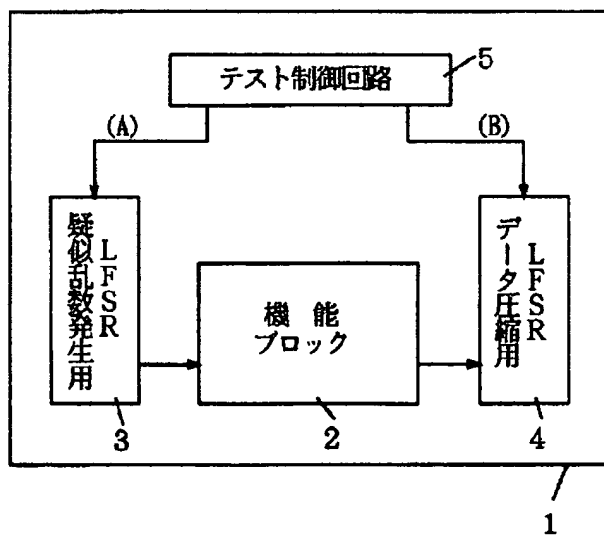 テスト制御回路
5
(A)
(B)
疑似乱数発生用
LFSR
機 能
ブロック
データ圧縮用
LFSR
3
2
4
1